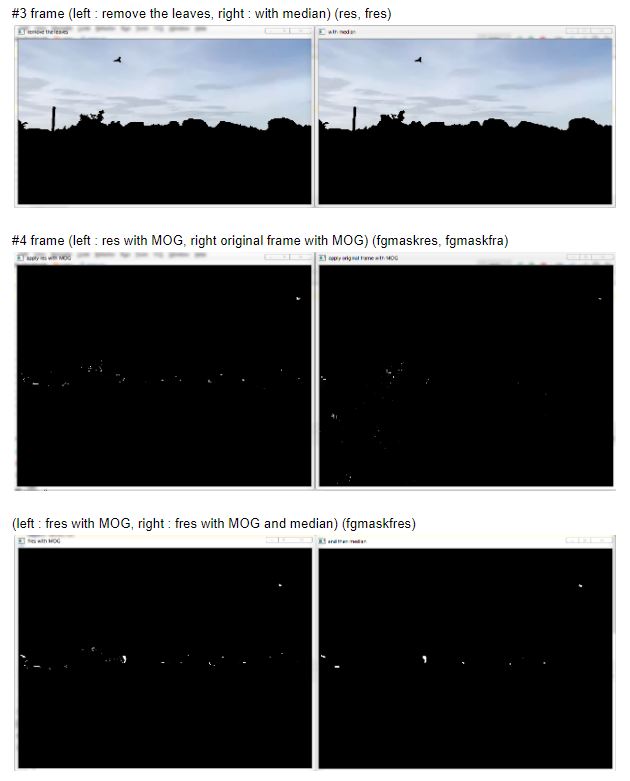 #3 frame (left : remove the leaves, right : with median) (res, fres)
remove the leaves
with median
#4 frame (left : res with MOG, right original frame with MOG) (fgmaskres, fgmaskfra)
apply res with MOG
apply original frame with MOG
(left : fres with MOG, right : fres with MOG and median) (fgmaskfres)
fres with MOG
and then median